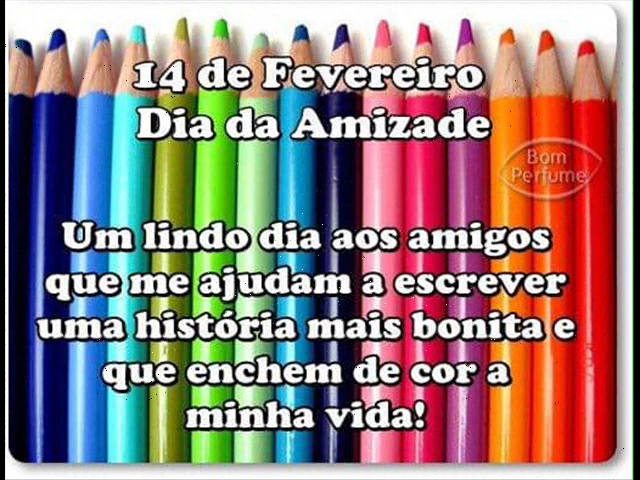 14 de Fevereiro
Dia da Amizade
Bom
Perfume
Um lindo dia aos amigos
que me ajudam a escrever
uma história mais bonita e
que enchem de cor a
minha vida!